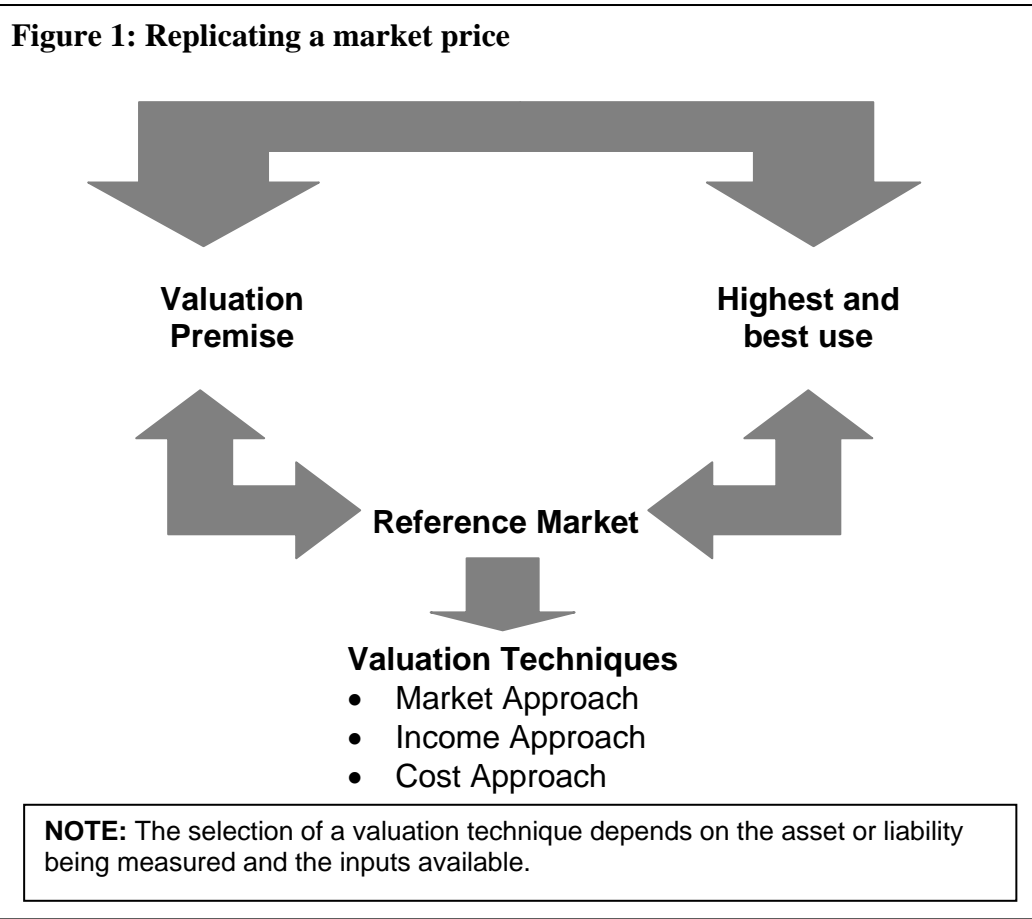 Figure 1: Replicating a market price
Valuation
Premise
Highest and
best use
Reference Market
Valuation Techniques
• Market Approach
• Income Approach
• Cost Approach
NOTE: The selection of a valuation technique depends on the asset or liability
being measured and the inputs available.